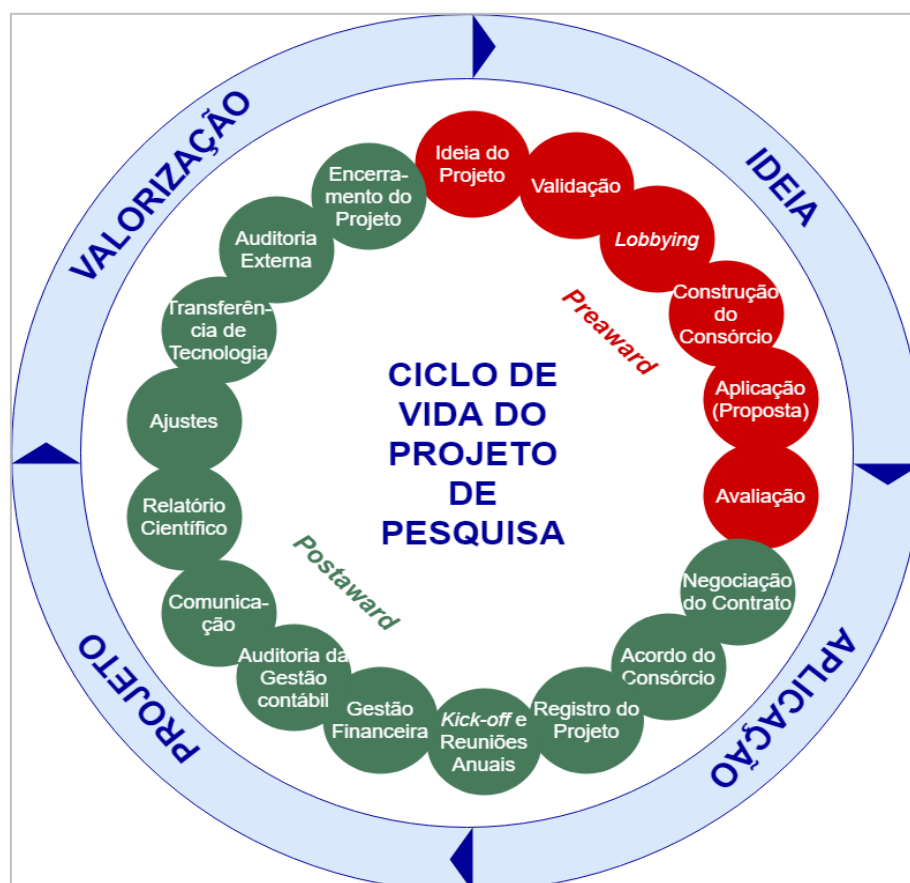 IDEIA
APLICAÇÃO
PROJETO
VALORIZAÇÃO
Ideia do
Projeto
Validação
Lobbying
Construção
do
Consórcio
Aplicação
(Proposta)
Avaliação
Negociação
do Contrato
Acordo do
Consórcio
Registro do
Projeto
Kick-off e
Reuniões
Anuais
Gestão
Financeira
Auditoria da
Gestão
contábil
Comunica-
ção
Relatório
Científico
Ajustes
Transferên-
cia de
Tecnologia
Auditoria
Externa
Encerra-
mento do
Projeto
Preaward
Postaward
CICLO DE
VIDA DO
PROJETO
DE
PESQUISA